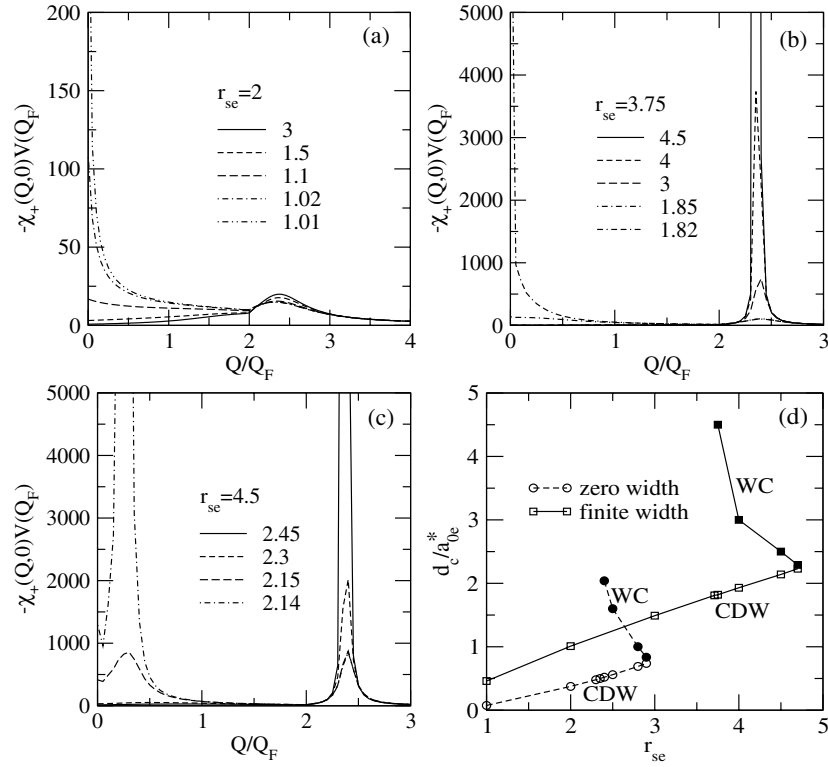 (a)
-χ₊(Q,0)V(Q_F)
200
150
100
50
0
r_se=2
3
1.5
1.1
1.02
1.01
0 1 2 3 4
Q/Q_F
(b)
-χ₊(Q,0)V(Q_F)
5000
4000
3000
2000
1000
0
r_se=3.75
4.5
4
3
1.85
1.82
0 1 2 3
Q/Q_F
(c)
-χ₊(Q,0)V(Q_F)
5000
4000
3000
2000
1000
0
r_se=4.5
2.45
2.3
2.15
2.14
0 1 2 3
Q/Q_F
(d)
d_c/a*_0e
5
4
3
2
1
0
zero width
finite width
WC
WC
CDW
CDW
1 2 3 4 5
r_se